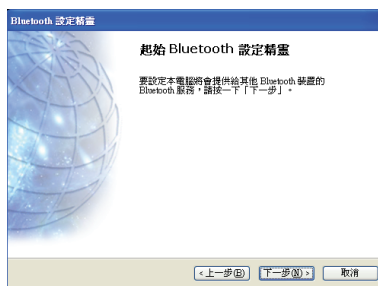 Bluetooth 設定精靈
起始 Bluetooth 設定精靈
要設定本電腦將會提供給其他 Bluetooth 裝置的
Bluetooth 服務，請按一下「下一步」。
< 上一步(B)
下一步(N) >
取消